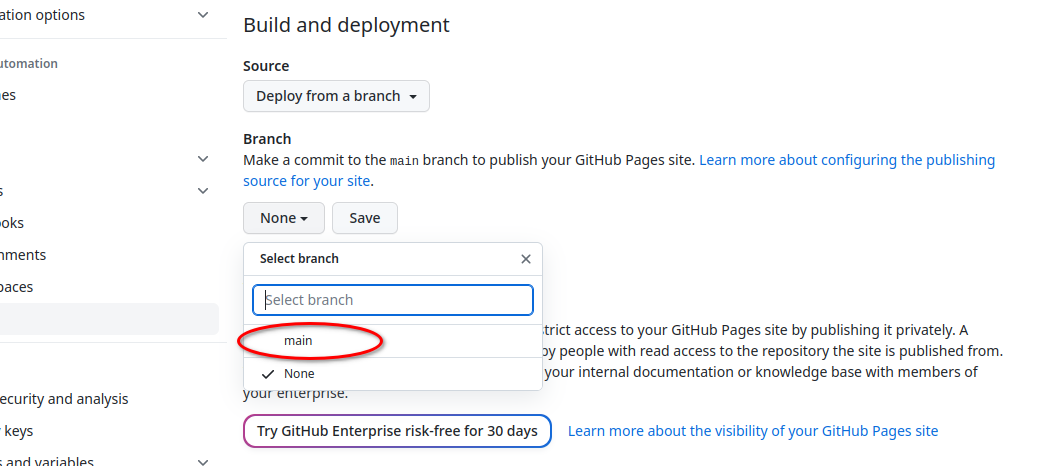 ation options
Build and deployment
utomation
Source
es
Deploy from a branch
Branch
Make a commit to the main branch to publish your GitHub Pages site. Learn more about configuring the publishing
source for your site.
s
ooks
None
Save
nments
Select branch
paces
Select branch
main
trict access to your GitHub Pages site by publishing it privately. A
by people with read access to the repository the site is published from.
None
your internal documentation or knowledge base with members of
your enterprise.
ecurity and analysis
keys
Try GitHub Enterprise risk-free for 30 days
Learn more about the visibility of your GitHub Pages site
s and variables